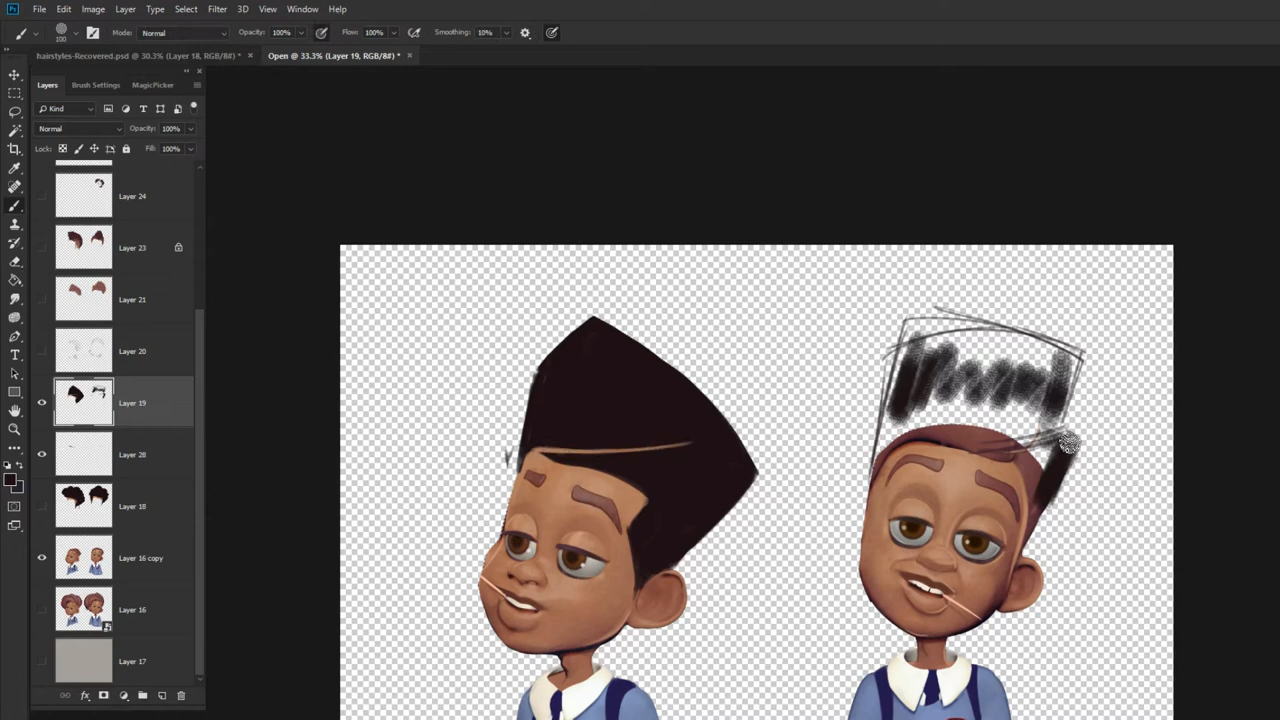 Ps File Edit Image Layer Type Select Filter 3D View Window Help
100 Mode: Normal Opacity: 100% Flow: 100% Smoothing: 10%
hairstyles-Recovered.psd @ 30.3% (Layer 18, RGB/8#) * Open @ 33.3% (Layer 19, RGB/8#) *
Layers Brush Settings MagicPicker
Kind
Normal Opacity: 100%
Lock: Fill: 100%
Layer 24
Layer 23
Layer 21
Layer 20
Layer 19
Layer 28
Layer 18
Layer 16 copy
Layer 16
Layer 17
fx